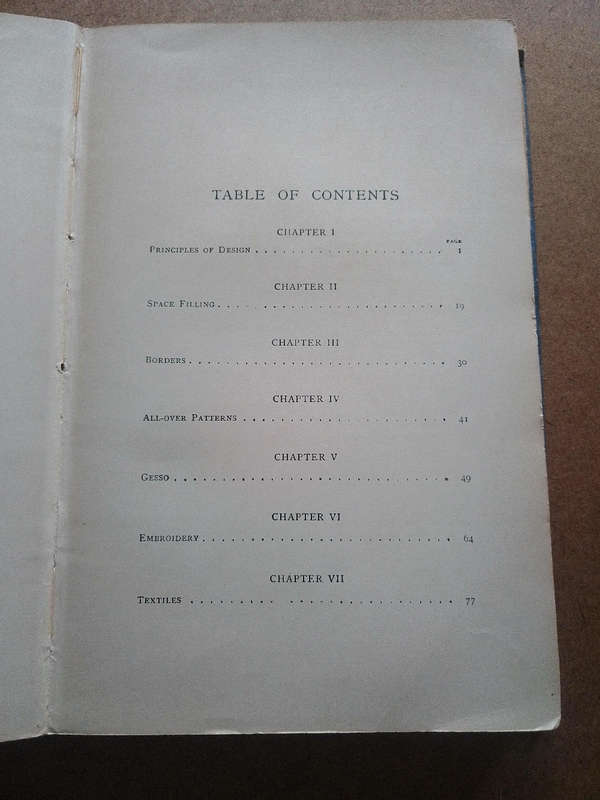 TABLE OF CONTENTS
CHAPTER I
PAGE
PRINCIPLES OF DESIGN . . . . . . . . . . . . . . . . . . . . 1
CHAPTER II
SPACE FILLING . . . . . . . . . . . . . . . . . . . . . . . 19
CHAPTER III
BORDERS . . . . . . . . . . . . . . . . . . . . . . . . . . 30
CHAPTER IV
ALL-OVER PATTERNS . . . . . . . . . . . . . . . . . . . . 41
CHAPTER V
GESSO . . . . . . . . . . . . . . . . . . . . . . . . . . . 49
CHAPTER VI
EMBROIDERY . . . . . . . . . . . . . . . . . . . . . . . . 64
CHAPTER VII
TEXTILES . . . . . . . . . . . . . . . . . . . . . . . . . 77